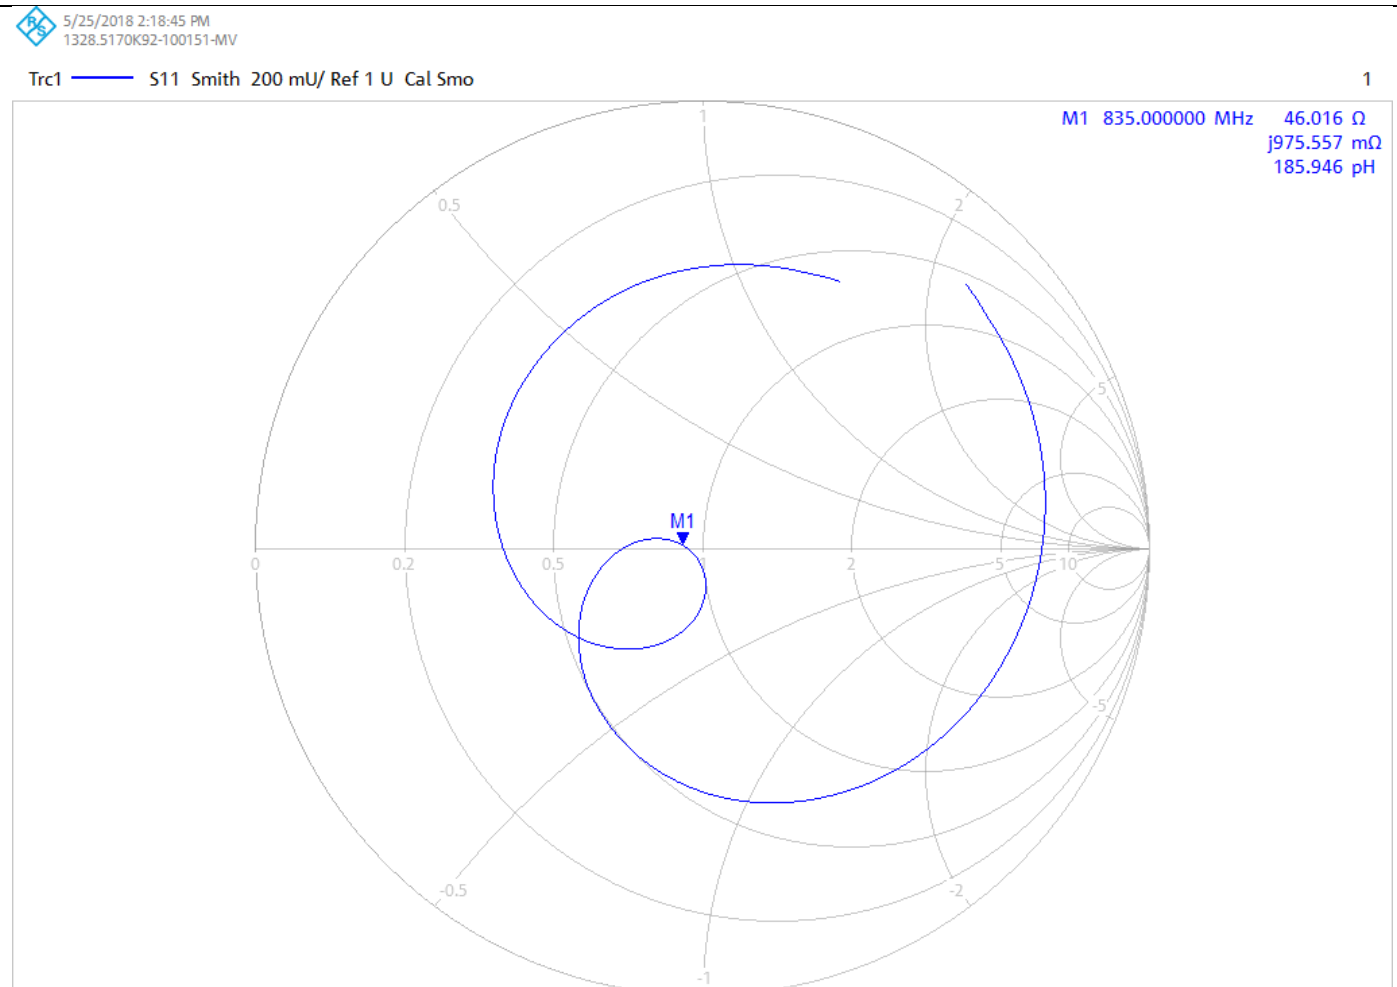 R&S
5/25/2018 2:18:45 PM
1328.5170K92-100151-MV
Trc1 S11 Smith 200 mU/ Ref 1 U Cal Smo 1
M1 835.000000 MHz 46.016 Ω
j975.557 mΩ
185.946 pH
1
0.5 2
5
M1
0 0.2 0.5 1 2 5 10
-5
-0.5 -2
-1